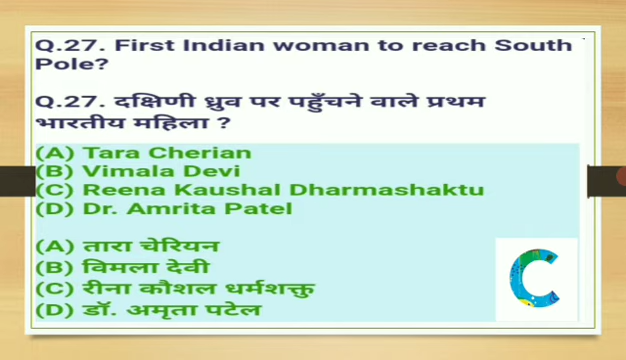 Q.27. First Indian woman to reach South
Pole?
Q.27. दक्षिणी ध्रुव पर पहुँचने वाले प्रथम
भारतीय महिला ?
(A) Tara Cherian
(B) Vimala Devi
(C) Reena Kaushal Dharmashaktu
(D) Dr. Amrita Patel
(A) तारा चेरियन
(B) विमला देवी
(C) रीना कौशल धर्मशक्तु
(D) डॉ. अमृता पटेल
C